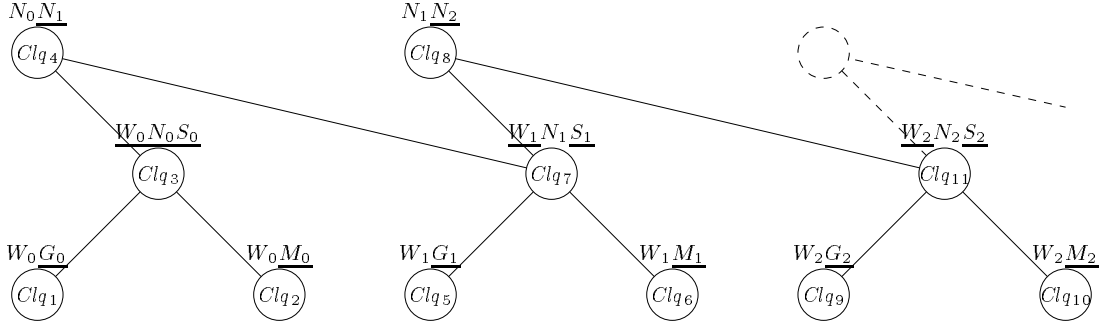 N₀N₁ N₁N₂
Clq₄ Clq₈
W₀N₀S₀ W₁N₁S₁ W₂N₂S₂
Clq₃ Clq₇ Clq₁₁
W₀G₀ W₀M₀ W₁G₁ W₁M₁ W₂G₂ W₂M₂
Clq₁ Clq₂ Clq₅ Clq₆ Clq₉ Clq₁₀